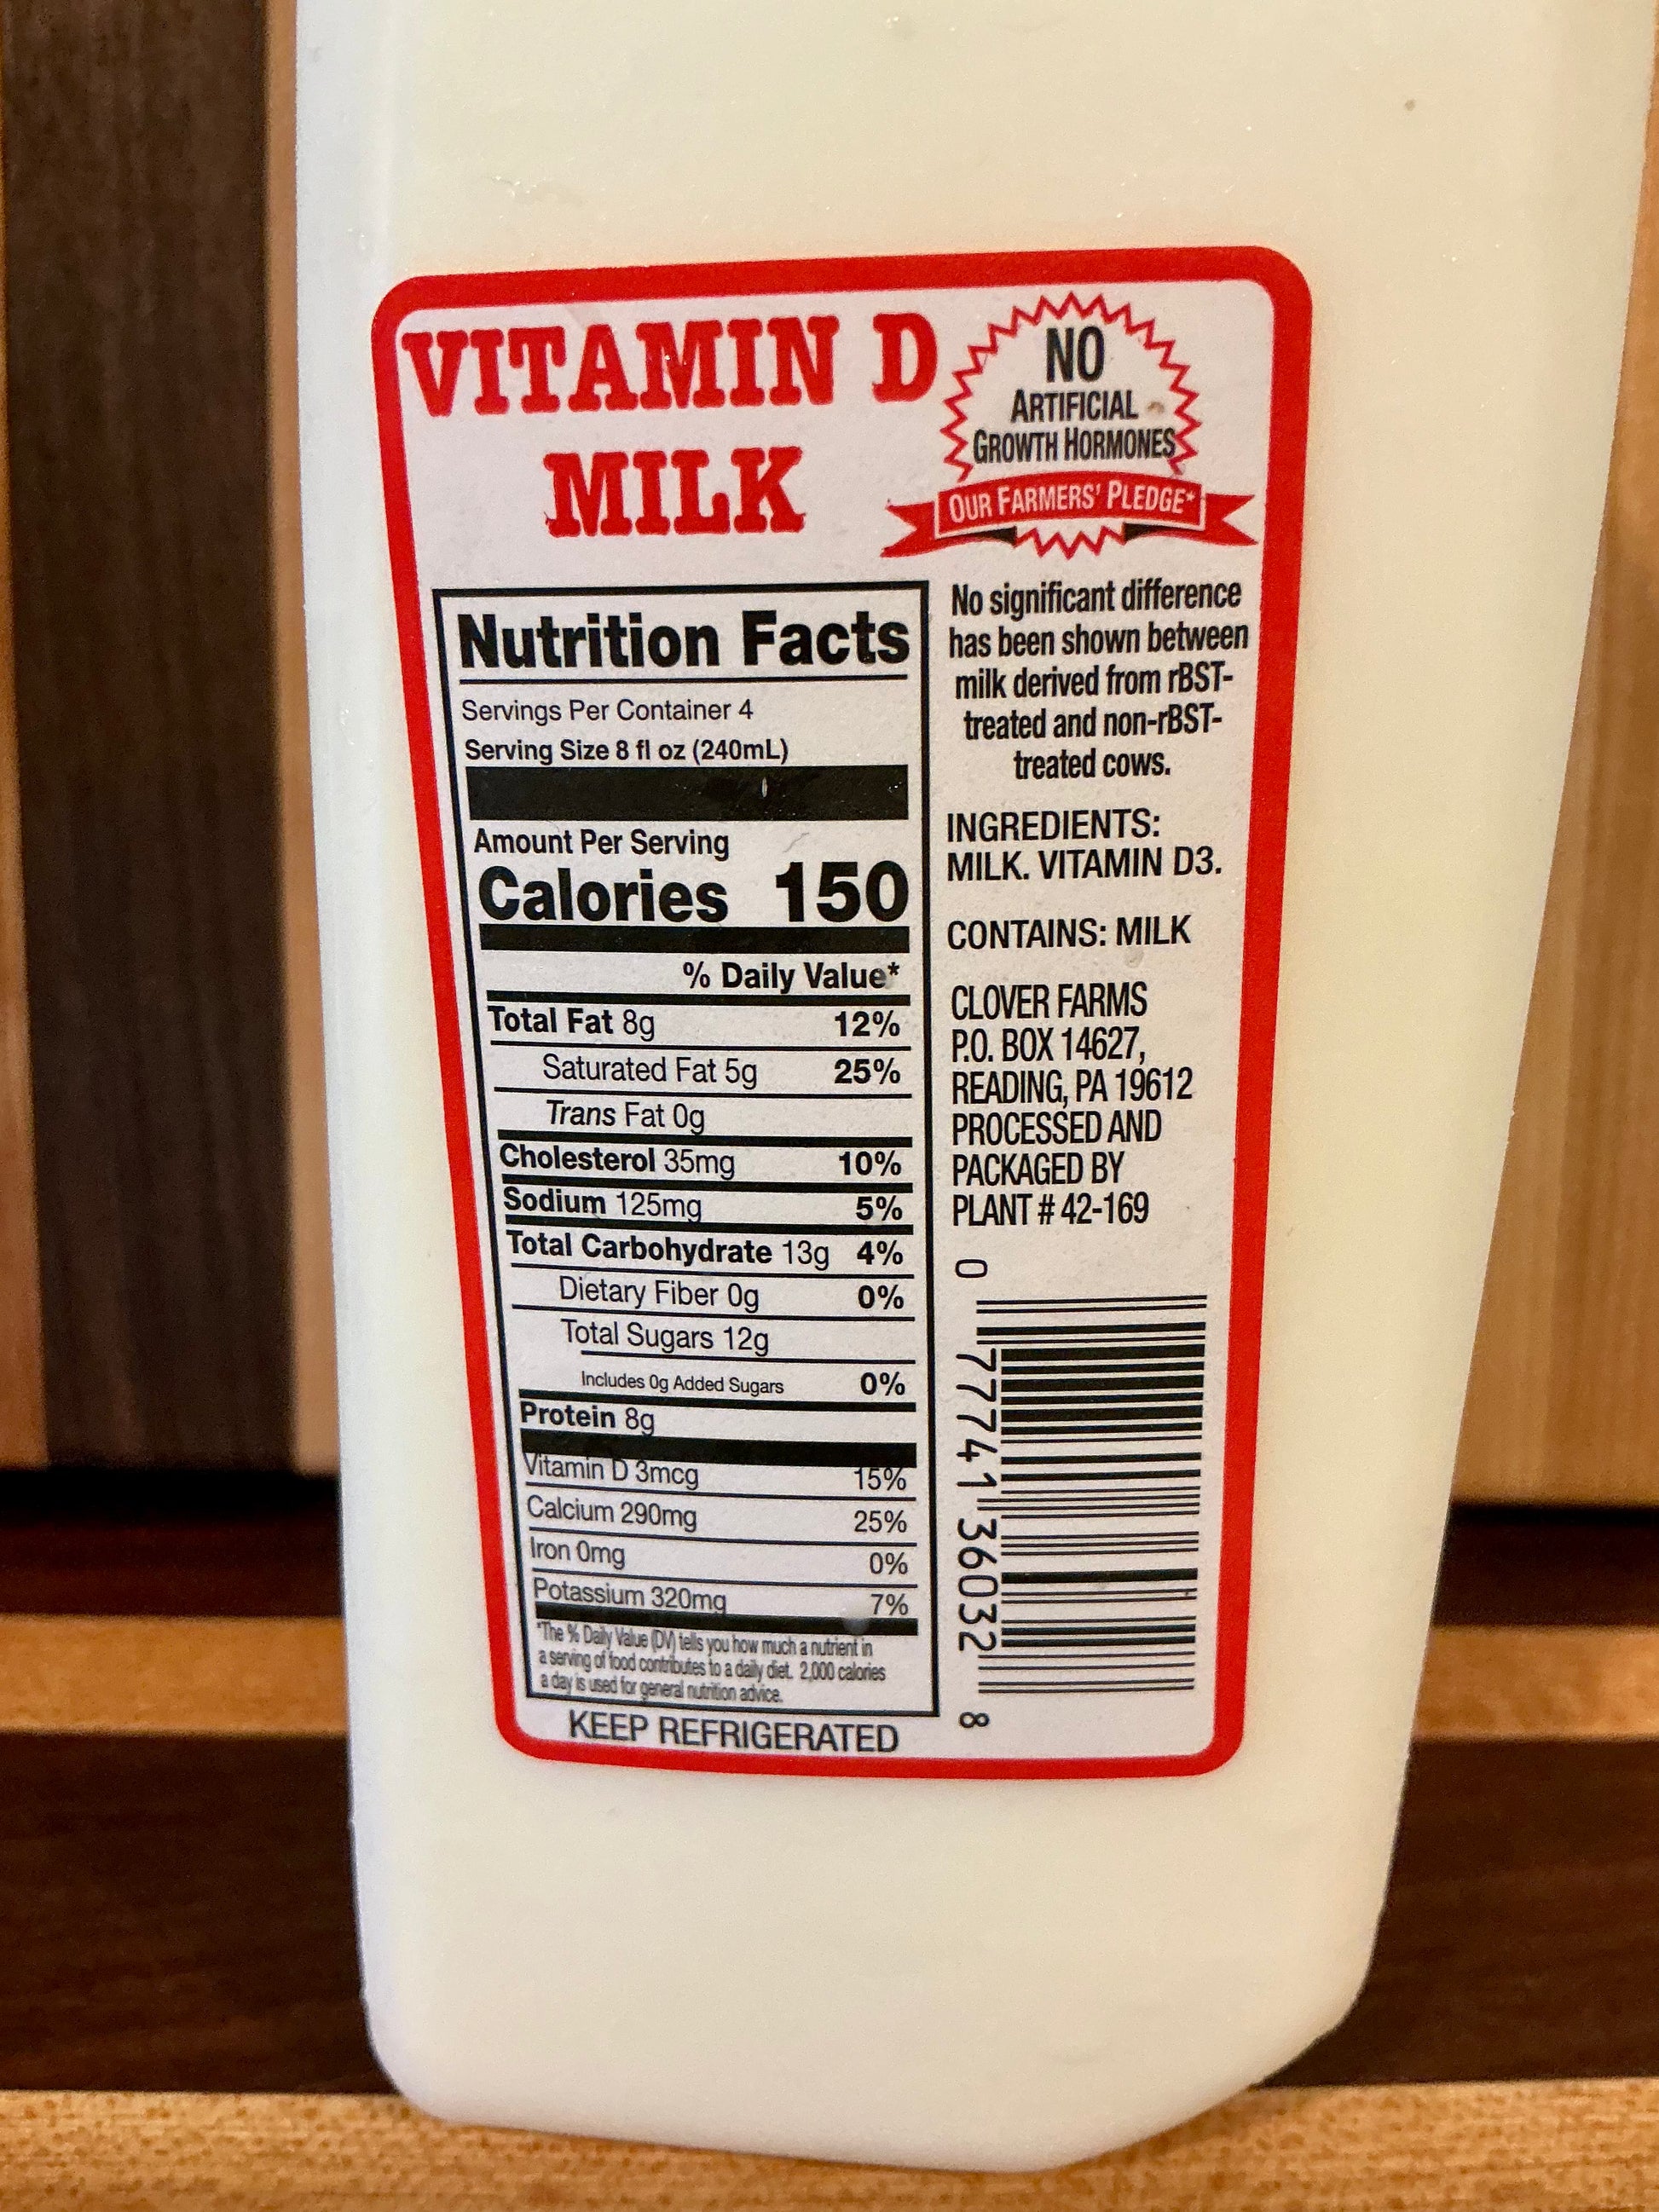 VITAMIN D
MILK
NO
ARTIFICIAL
GROWTH HORMONES
OUR FARMERS' PLEDGE*
Nutrition Facts
Servings Per Container 4
Serving Size 8 fl oz (240mL)
Amount Per Serving
Calories 150
% Daily Value*
Total Fat 8g 12%
Saturated Fat 5g 25%
Trans Fat 0g
Cholesterol 35mg 10%
Sodium 125mg 5%
Total Carbohydrate 13g 4%
Dietary Fiber 0g 0%
Total Sugars 12g
Includes 0g Added Sugars 0%
Protein 8g
Vitamin D 3mcg 15%
Calcium 290mg 25%
Iron 0mg 0%
Potassium 320mg 7%
*The % Daily Value (DV) tells you how much a nutrient in
a serving of food contributes to a daily diet. 2,000 calories
a day is used for general nutrition advice.
KEEP REFRIGERATED
No significant difference
has been shown between
milk derived from rBST-
treated and non-rBST-
treated cows.
INGREDIENTS:
MILK. VITAMIN D3.
CONTAINS: MILK
CLOVER FARMS
P.O. BOX 14627,
READING, PA 19612
PROCESSED AND
PACKAGED BY
PLANT # 42-169
0 77741 36032 8